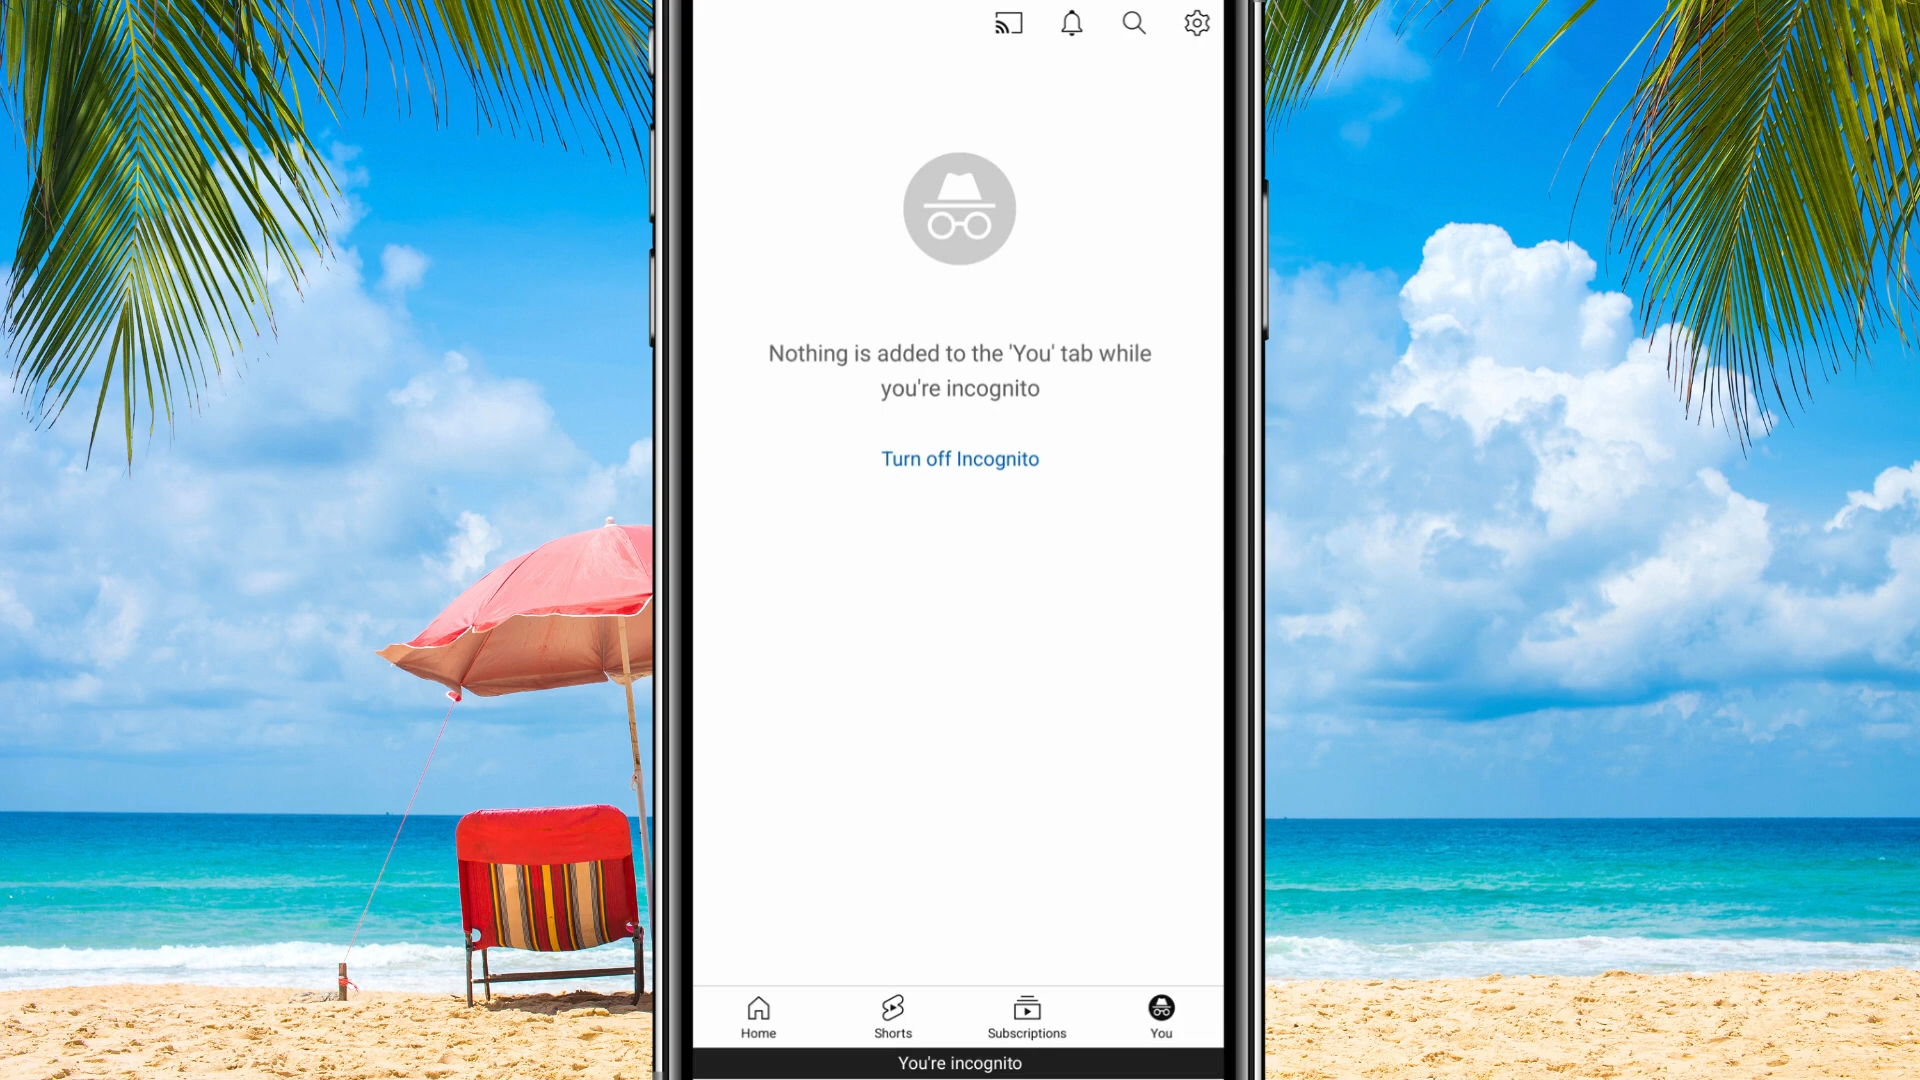 Nothing is added to the 'You' tab while
you're incognito
Turn off Incognito
Home
Shorts
Subscriptions
You
You're incognito